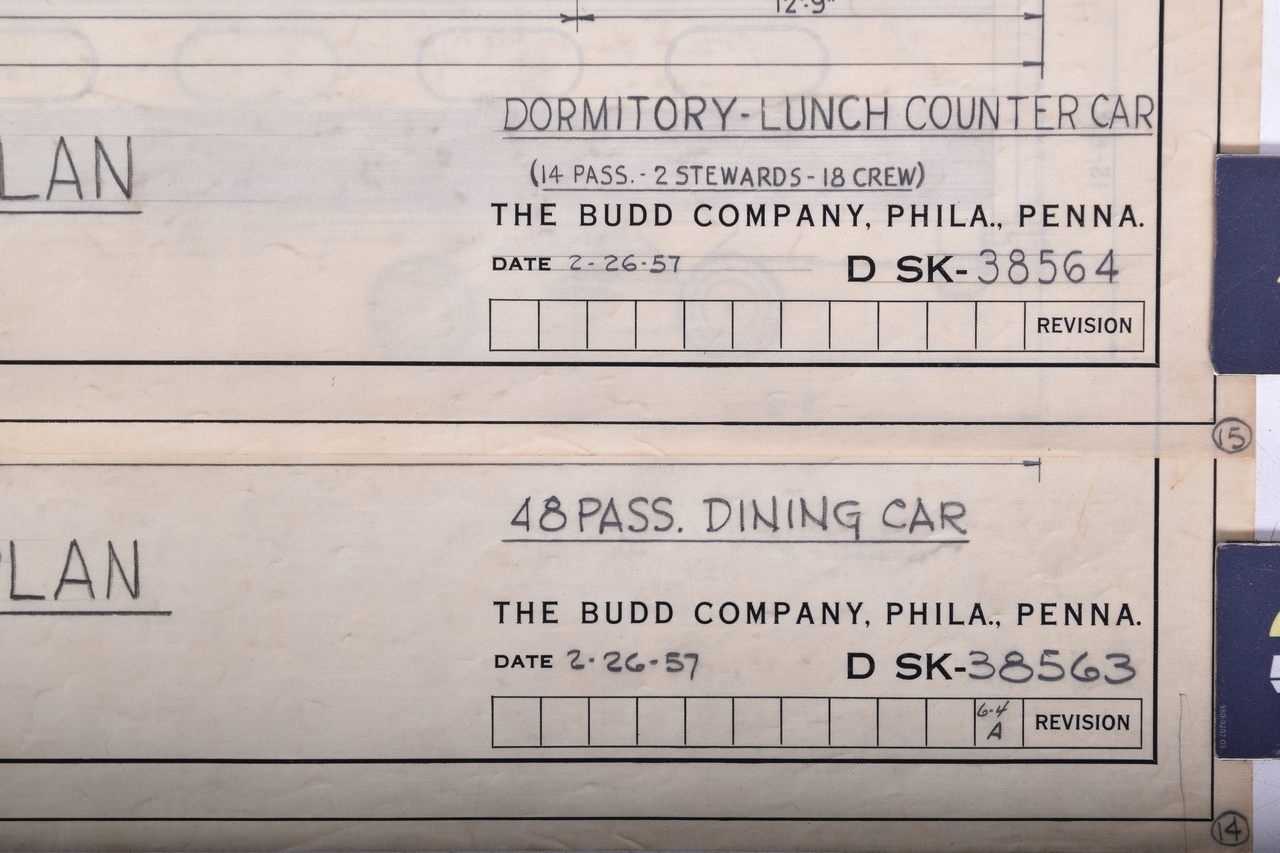 12'-9"
DORMITORY-LUNCH COUNTER CAR
LAN
(14 PASS. - 2 STEWARDS - 18 CREW)
THE BUDD COMPANY, PHILA., PENNA.
DATE 2-26-57 D SK-38564
REVISION
15
48 PASS. DINING CAR
PLAN
THE BUDD COMPANY, PHILA., PENNA.
DATE 2-26-57 D SK-38563
6-4
A REVISION
14